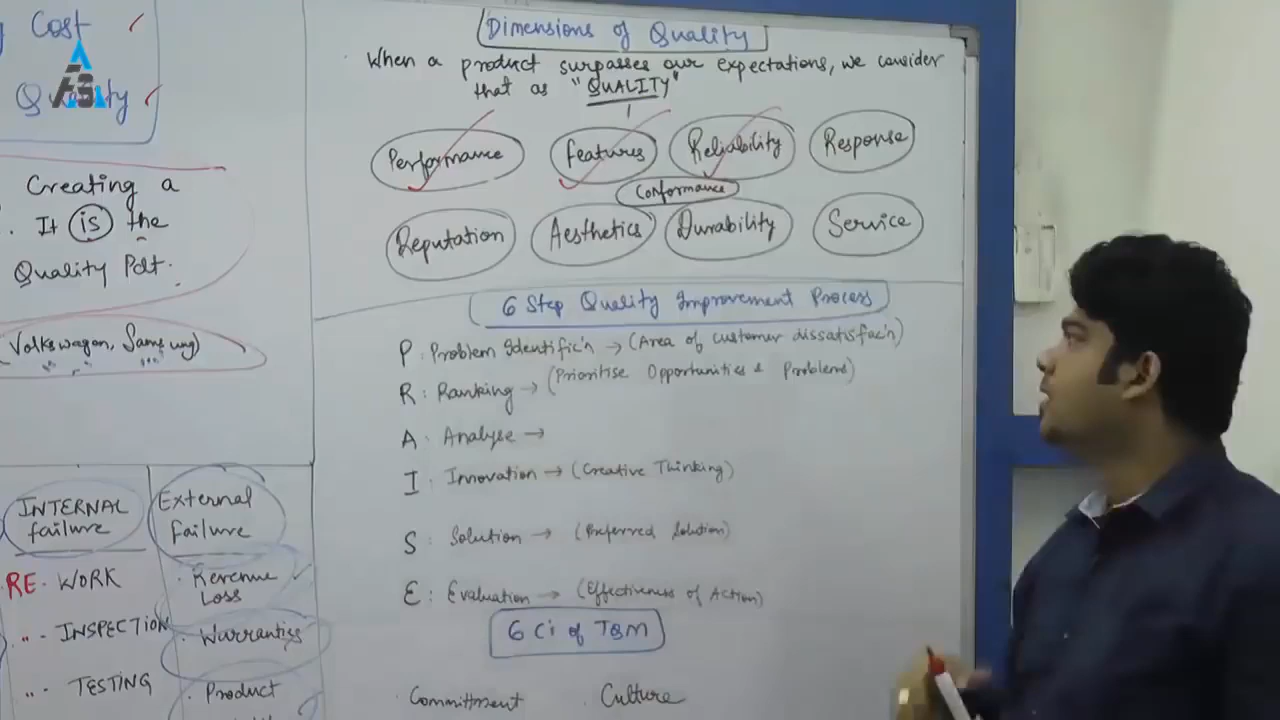 Cost
Quality
Creating a
It is the
Quality Pdt.
(Volkswagen, Samsung)
INTERNAL failure
External failure
RE. WORK
.. - INSPECTION
.. - TESTING
Revenue Loss
Warranties
Product
Dimensions of Quality
When a product surpasses our expectations, we consider
that as "QUALITY"
Performance Features Reliability Response
Conformance
Reputation Aesthetics Durability Service
6 Step Quality Improvement Process
P : Problem Identific'n → (Area of customer dissatisfac'n)
R : Ranking → (Prioritise Opportunities & Problems)
A : Analyse →
I : Innovation → (Creative Thinking)
S : Solution → (Preferred Solution)
E : Evaluation → (Effectiveness of Action)
6 Ci of TQM
Committment . Culture